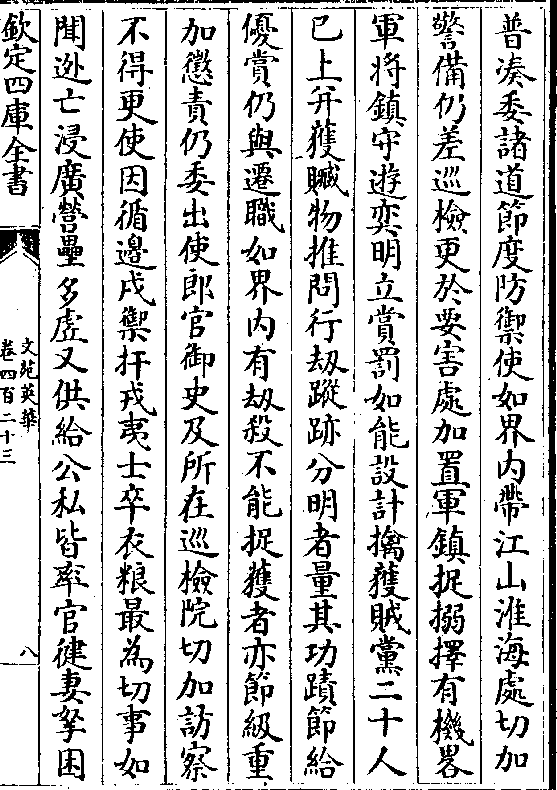 普湊委諸道節度防禦使如界内帶江山淮海處切加
警備仍差巡檢更於要害處加置軍鎮捉搦擇有機畧
軍將鎮守遊奕明立賞罰如能設計擒獲賊黨二十人
已上并獲贓物推問行刼蹤跡分明者量其功蹟節給
優賞仍與遷職如界内有刼殺不能捉獲者亦節級重
加懲責仍委出使郎官御史及所在巡檢院切加訪察
不得更使因循邊戍禦扞戎夷士卒衣粮最為切事如
聞逃亡浸廣營壘多虚又供給公私皆率官健妻孥困
欽定四庫全書
文苑英華
卷四百二十三
八